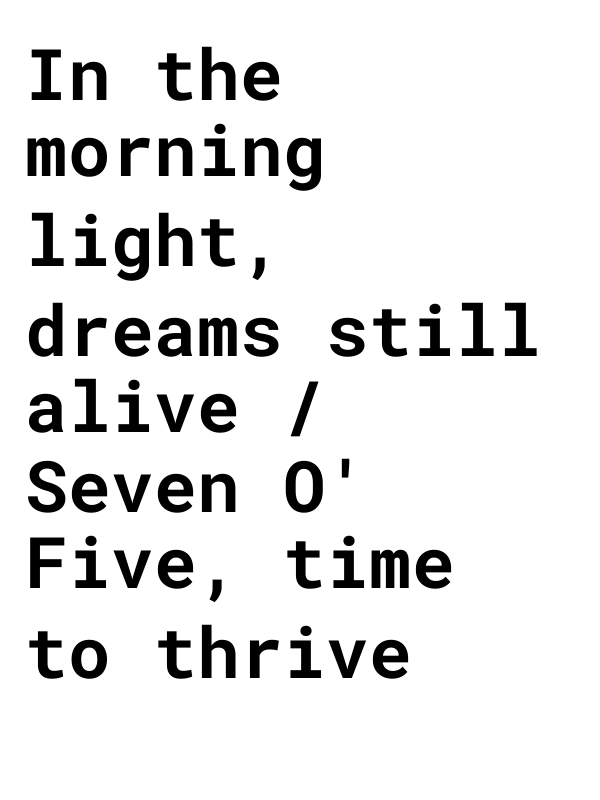 In the
morning
light,
dreams still
alive /
Seven O'
Five, time
to thrive